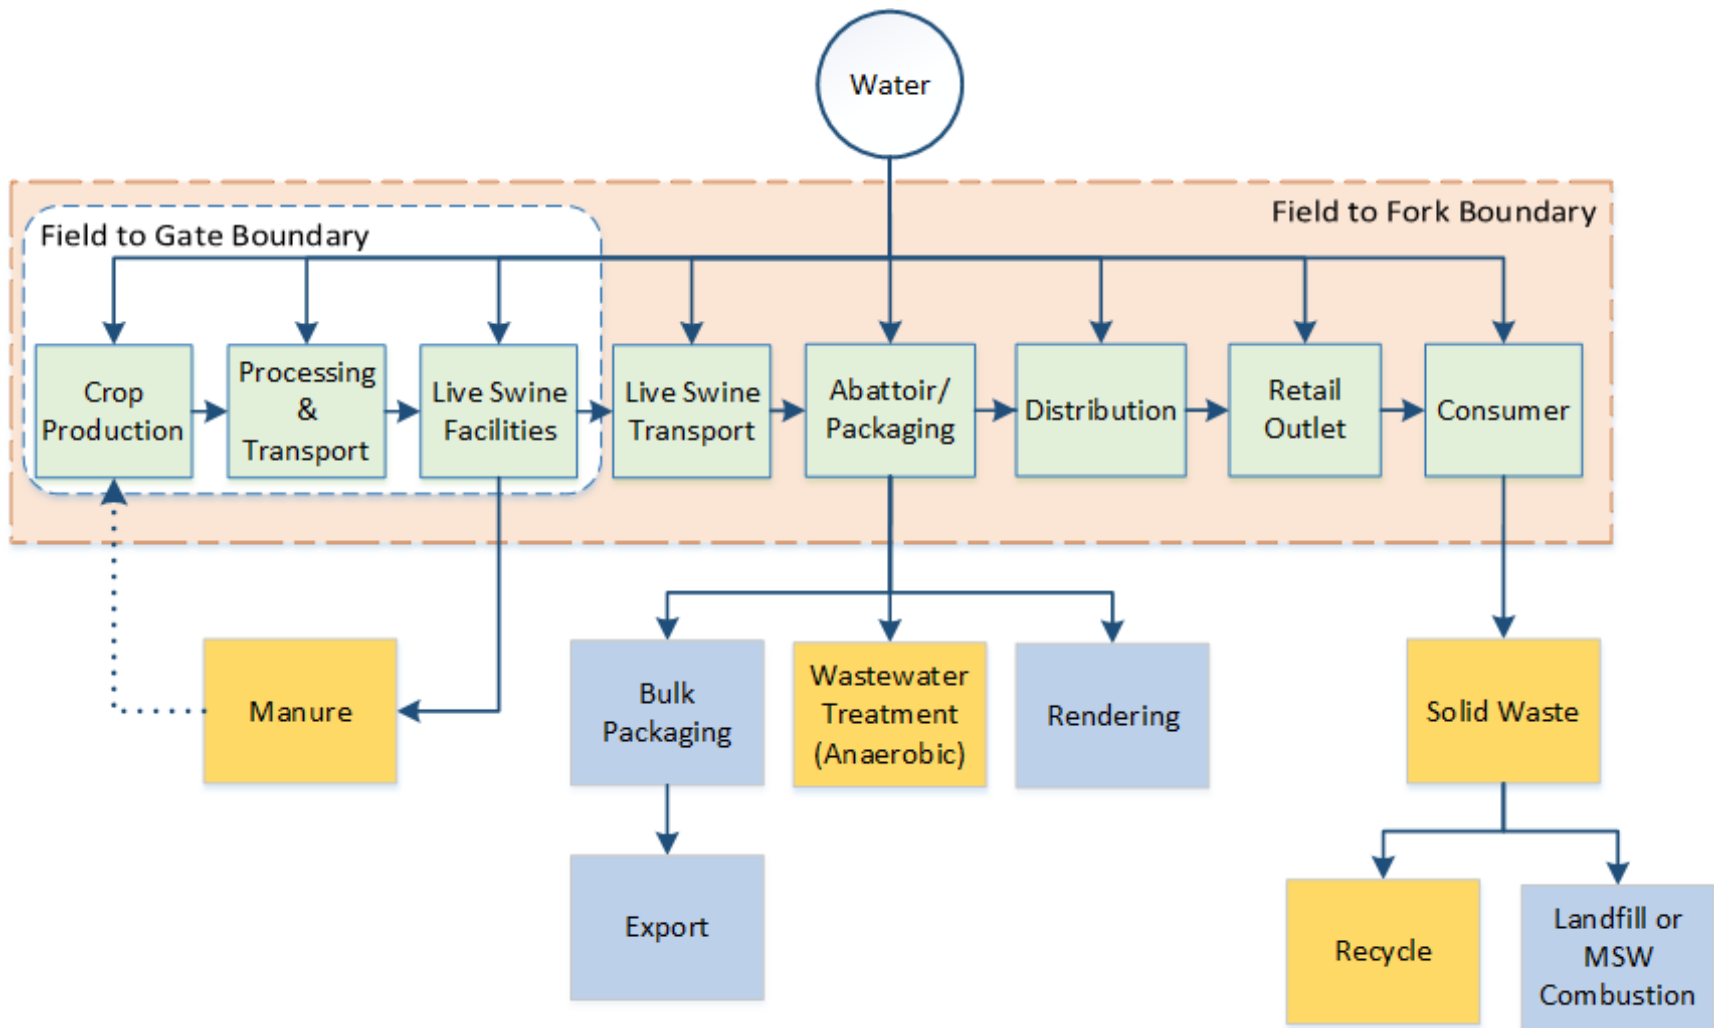 Water
Field to Fork Boundary
Field to Gate Boundary
Crop
Production
Processing
&
Transport
Live Swine
Facilities
Live Swine
Transport
Abattoir/
Packaging
Distribution
Retail
Outlet
Consumer
Manure
Bulk
Packaging
Wastewater
Treatment
(Anaerobic)
Rendering
Solid Waste
Export
Recycle
Landfill or
MSW
Combustion